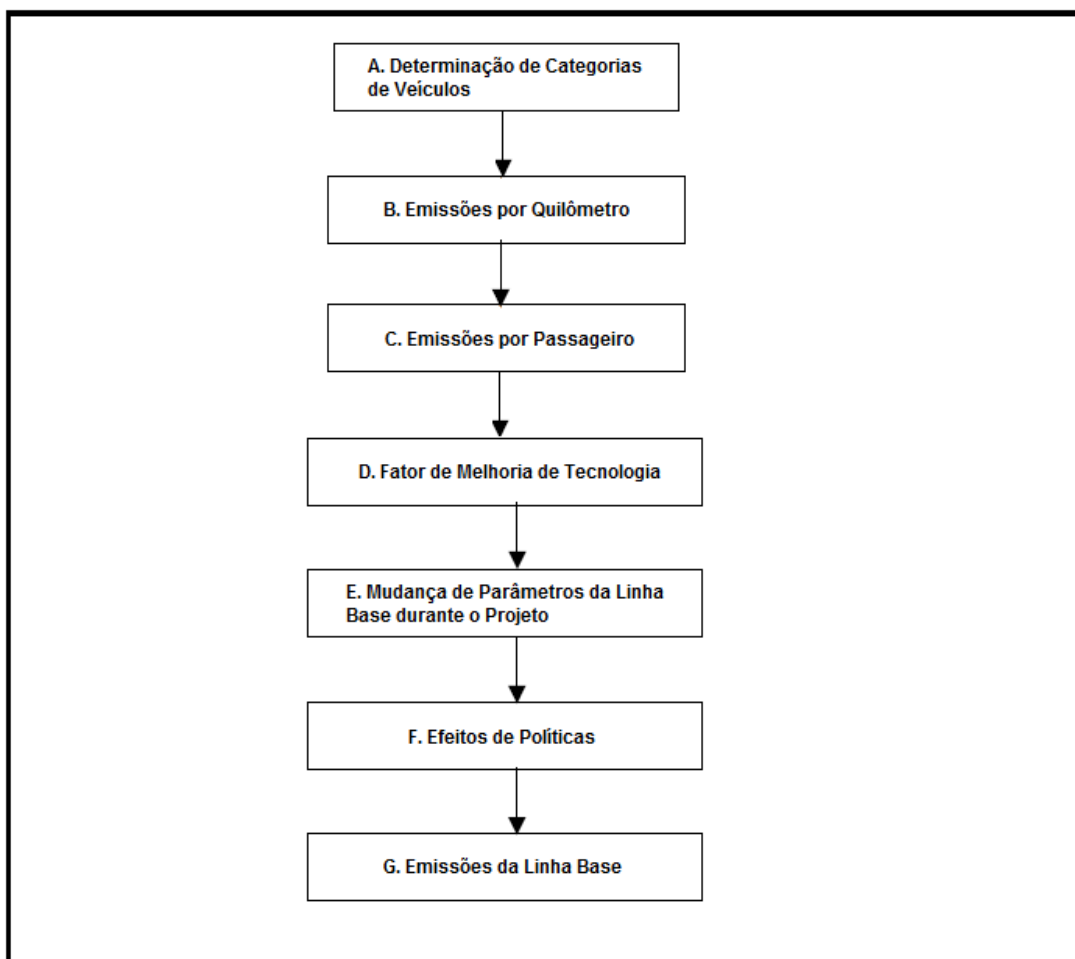 A. Determinação de Categorias
de Veículos
B. Emissões por Quilômetro
C. Emissões por Passageiro
D. Fator de Melhoria de Tecnologia
E. Mudança de Parâmetros da Linha
Base durante o Projeto
F. Efeitos de Políticas
G. Emissões da Linha Base